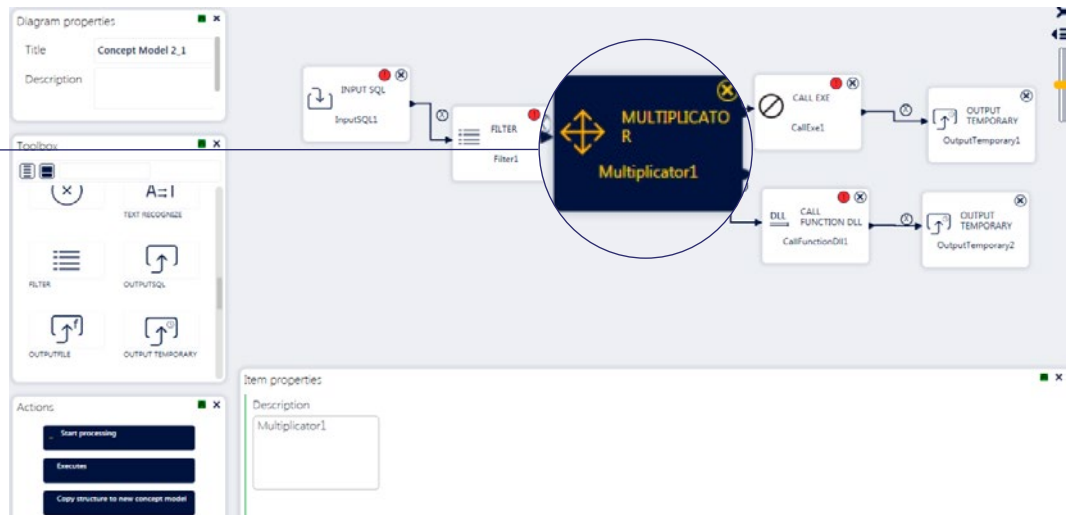 Diagram properties
Title
Concept Model 2_1
Description
INPUT SQL
InputSQL1
FILTER
Filter1
MULTIPLICATO
R
Multiplicator1
CALL EXE
CallExe1
OUTPUT
TEMPORARY
OutputTemporary1
DLL
CALL
FUNCTION DLL
CallFunctionDll1
OUTPUT
TEMPORARY
OutputTemporary2
Toolbox
TEXT RECOGNIZE
FILTER
OUTPUTSQL
OUTPUTFILE
OUTPUT TEMPORARY
Actions
Start processing
Executes
Copy structure to new concept model
Item properties
Description
Multiplicator1